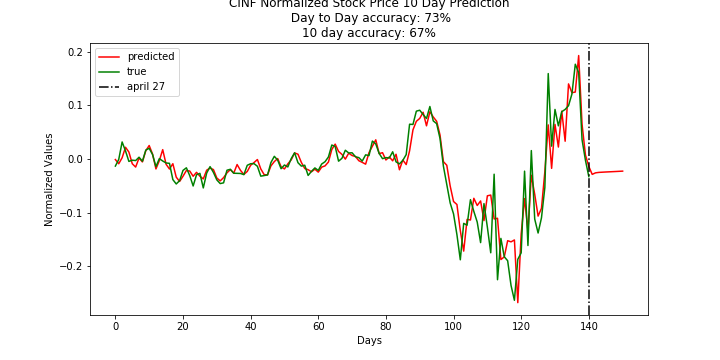 CINF Normalized Stock Price 10 Day Prediction
Day to Day accuracy: 73%
10 day accuracy: 67%
predicted
true
april 27
Normalized Values
0.2
0.1
0.0
−0.1
−0.2
0
20
40
60
80
100
120
140
Days